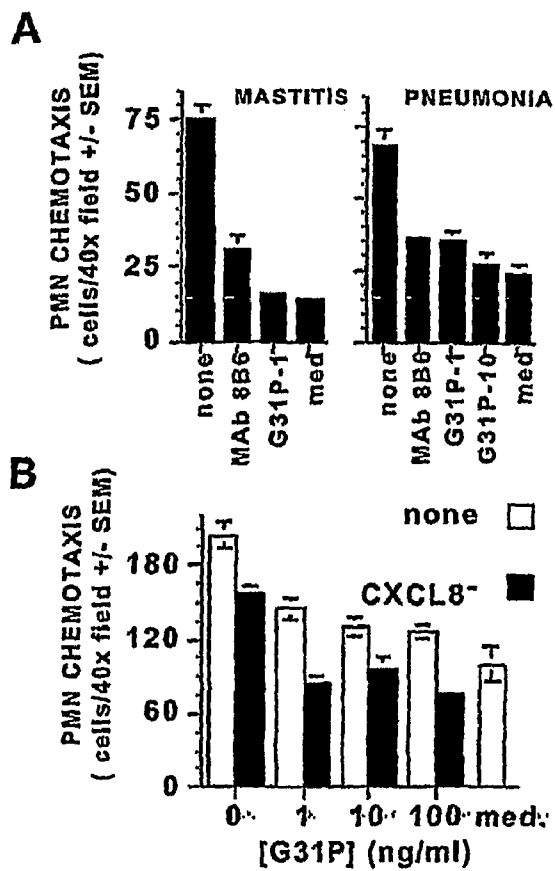 A
PMN CHEMOTAXIS
( cells/40x field +/- SEM)
MASTITIS
PNEUMONIA
75
50
25
0
none
MAb 8B6
G31P-1
med
none
MAb 8B6
G31P-1
G31P-10
med
B
PMN CHEMOTAXIS
( cells/40x field +/- SEM)
none
CXCL8-
180
120
60
0
0 1 10 100 med.
[G31P] (ng/ml)